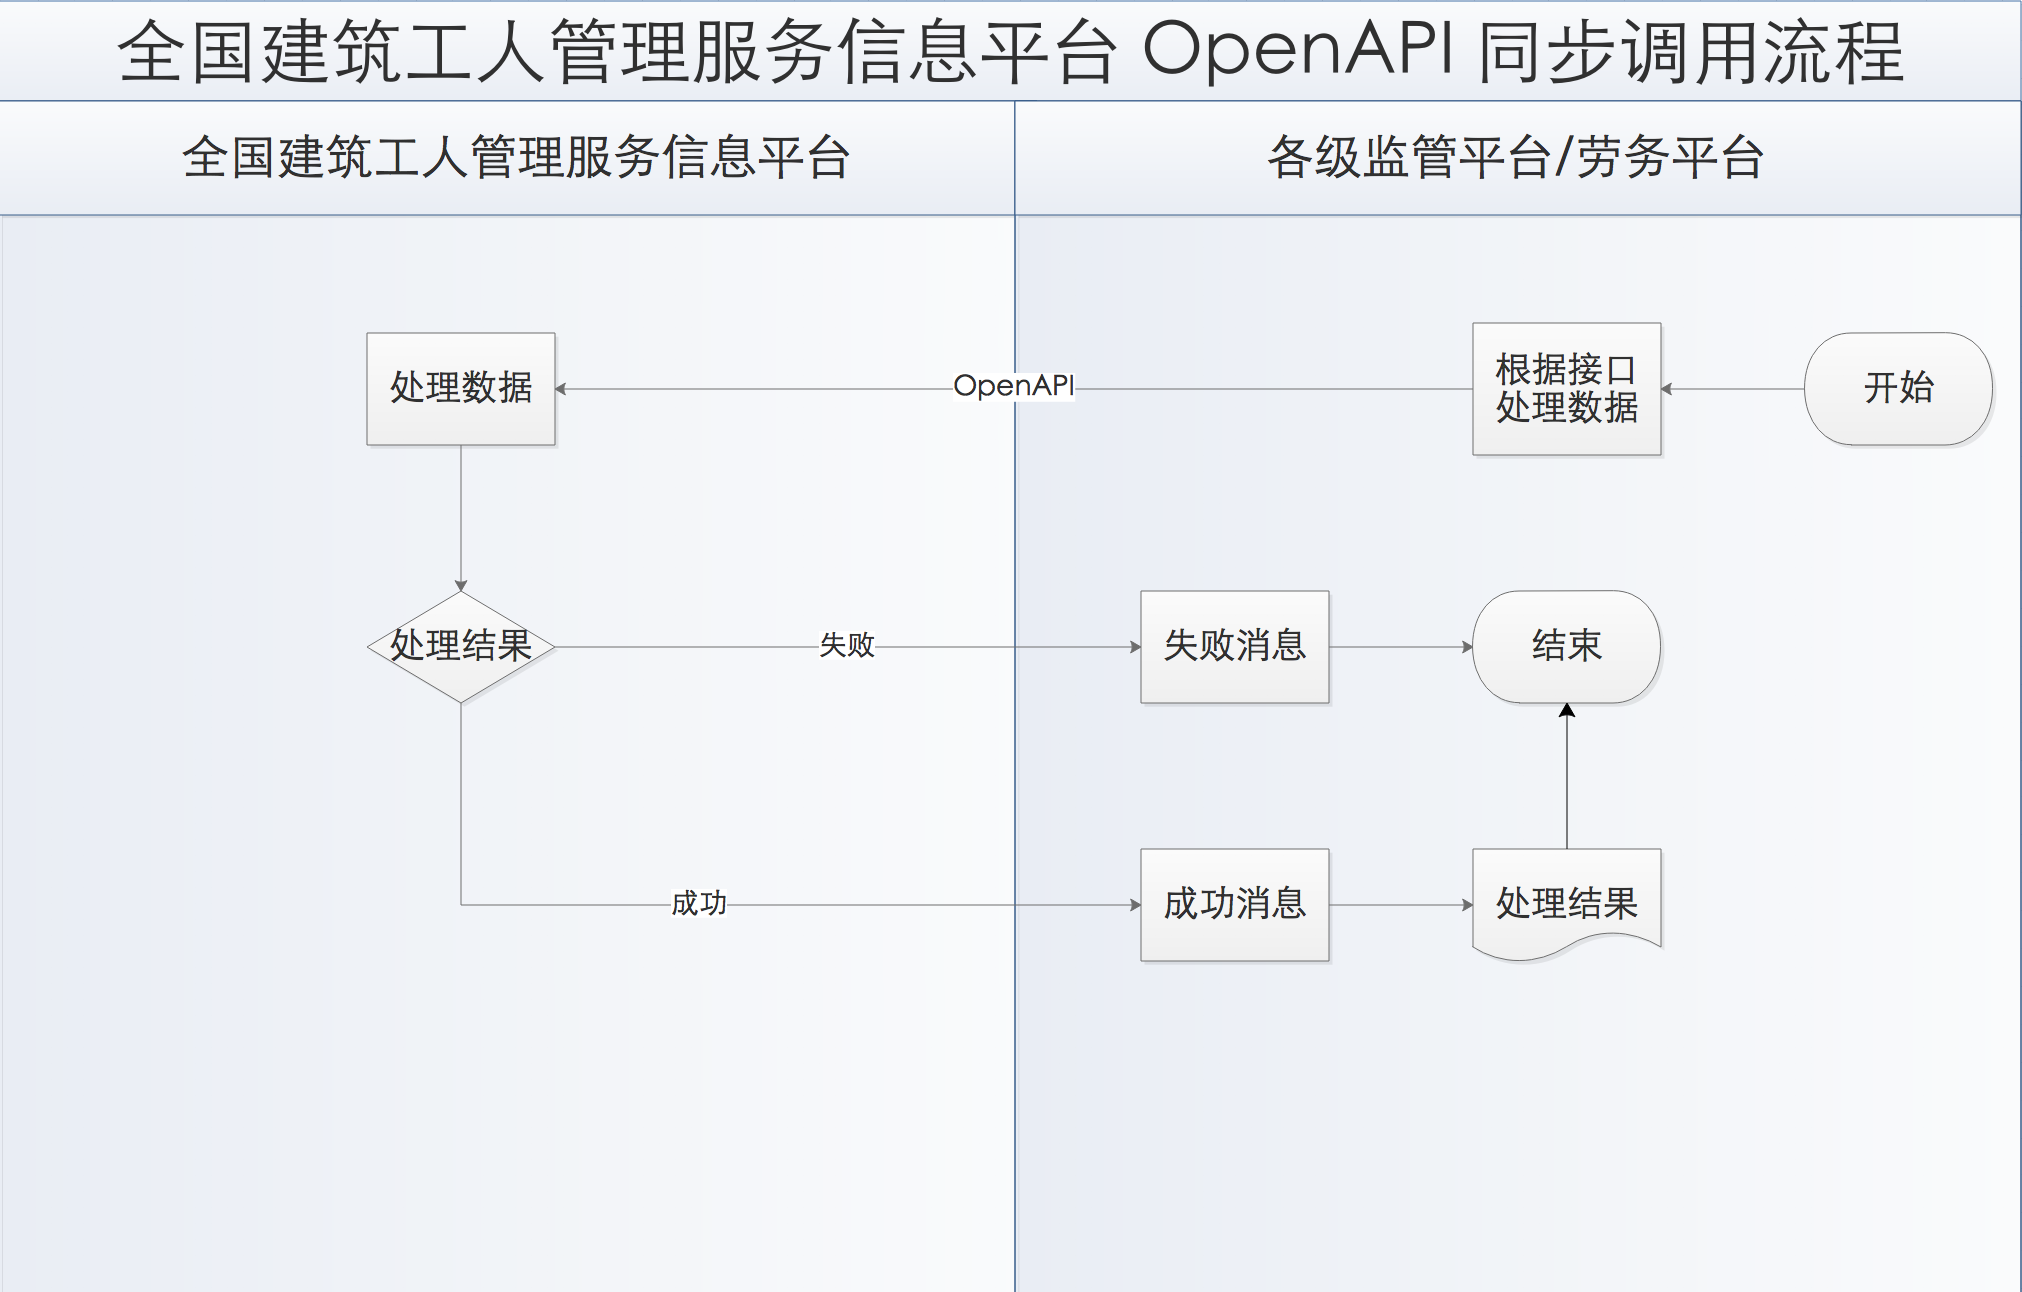 全国建筑工人管理服务信息平台 OpenAPI 同步调用流程
全国建筑工人管理服务信息平台
各级监管平台/劳务平台
处理数据
OpenAPI
根据接口
处理数据
开始
处理结果
失败
失败消息
结束
成功
成功消息
处理结果